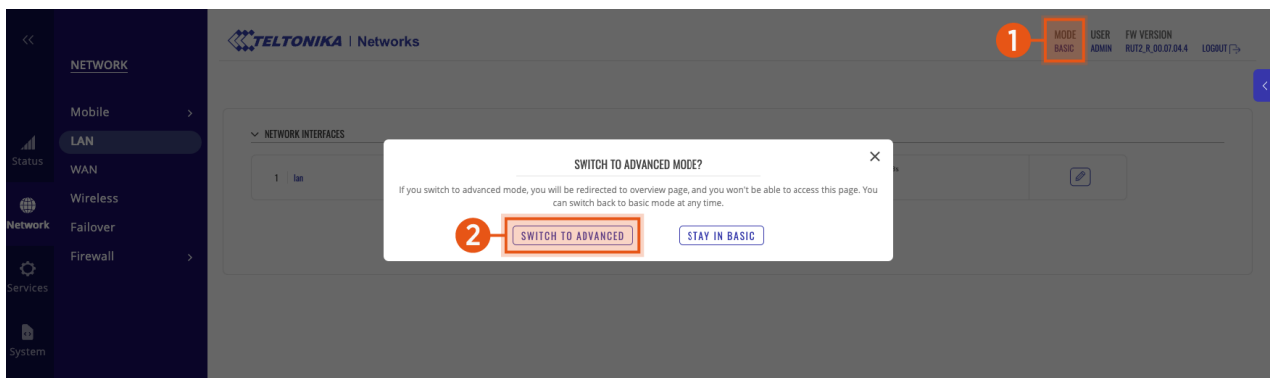 TELTONIKA | Networks
1
MODE
BASIC
USER
ADMIN
FW VERSION
RUT2_R_00.07.04.4
LOGOUT
NETWORK
Mobile
LAN
WAN
Wireless
Failover
Firewall
Status
Network
Services
System
NETWORK INTERFACES
1 lan
SWITCH TO ADVANCED MODE?
If you switch to advanced mode, you will be redirected to overview page, and you won't be able to access this page. You
can switch back to basic mode at any time.
2
SWITCH TO ADVANCED
STAY IN BASIC